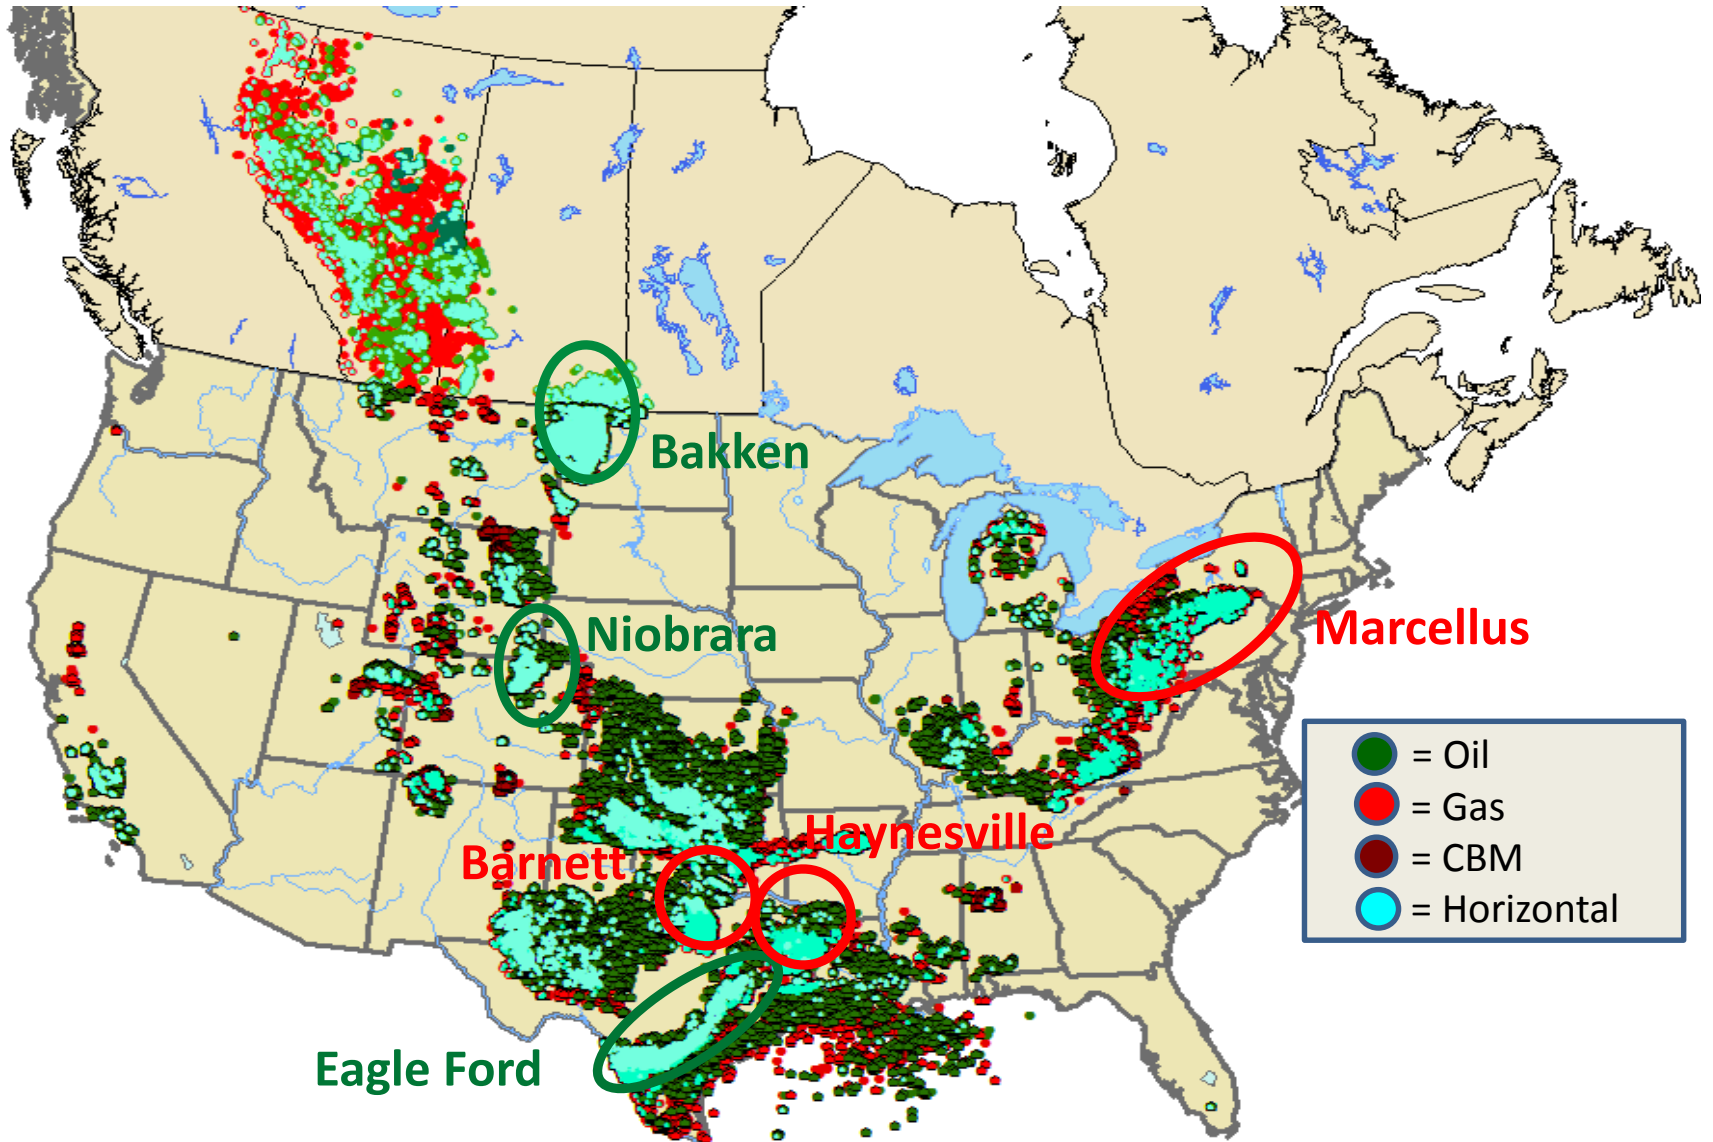 Bakken
Niobrara
Marcellus
= Oil
= Gas
= CBM
= Horizontal
Haynesville
Barnett
Eagle Ford